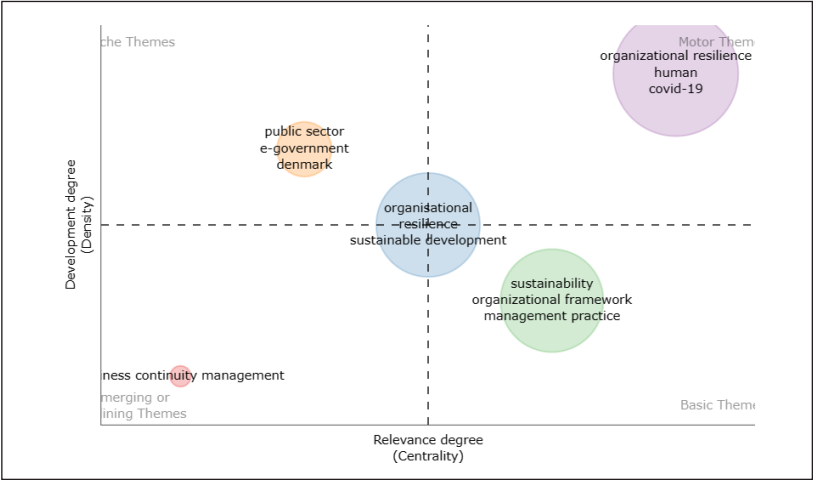 che Themes
Motor Them
organizational resilience
human
covid-19
public sector
e-government
denmark
organisational
resilience
sustainable development
Development degree
(Density)
sustainability
organizational framework
management practice
ness continuity management
merging or
ining Themes
Basic Theme
Relevance degree
(Centrality)